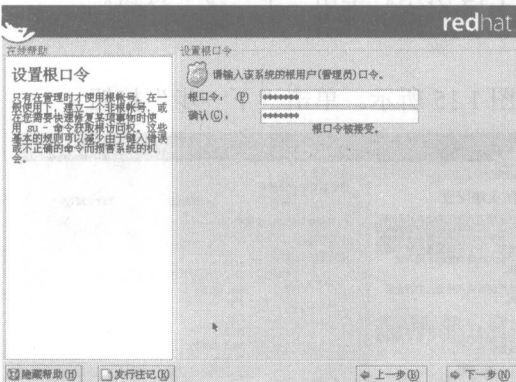 redhat
在线帮助
设置根口令
设置根口令
只有在管理时才使用根帐号。在一
般使用下，建立一个非根帐号，或
在您需要快速修复某项事物时使
用 su - 命令获取根访问权。这些
基本的规则可以减少由于键入错误
或不正确的命令而损害系统的机
会。
请输入该系统的根用户(管理员)口令。
根口令： (P) *******
确认(C)： *******
根口令被接受。
隐藏帮助(H)
发行注记(R)
上一步(B)
下一步(N)